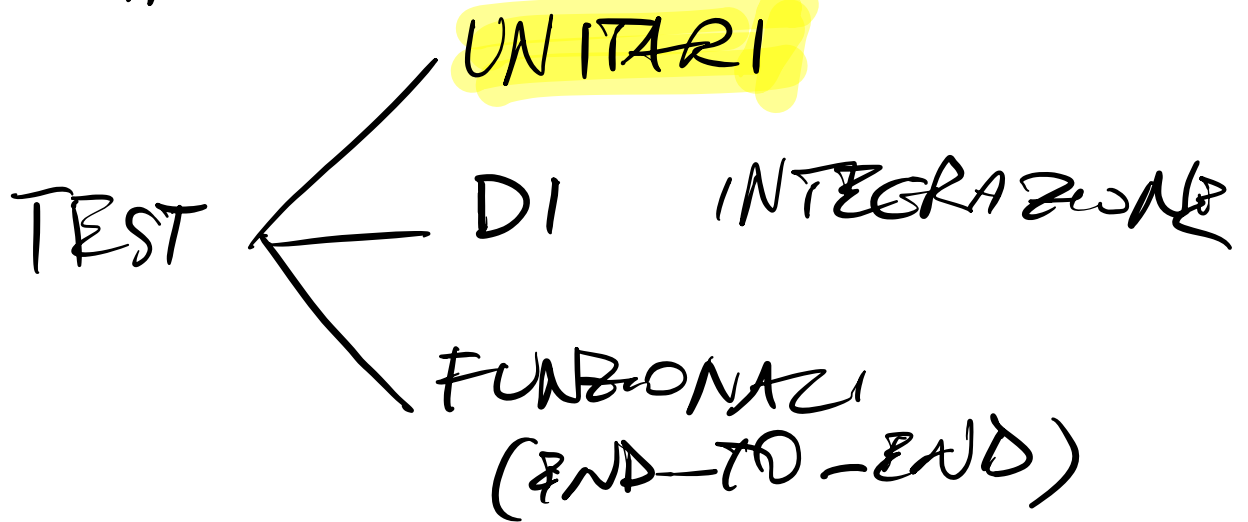 UNITARI
TEST DI INTEGRAZIONE
FUNZIONALI
(END-TO-END)